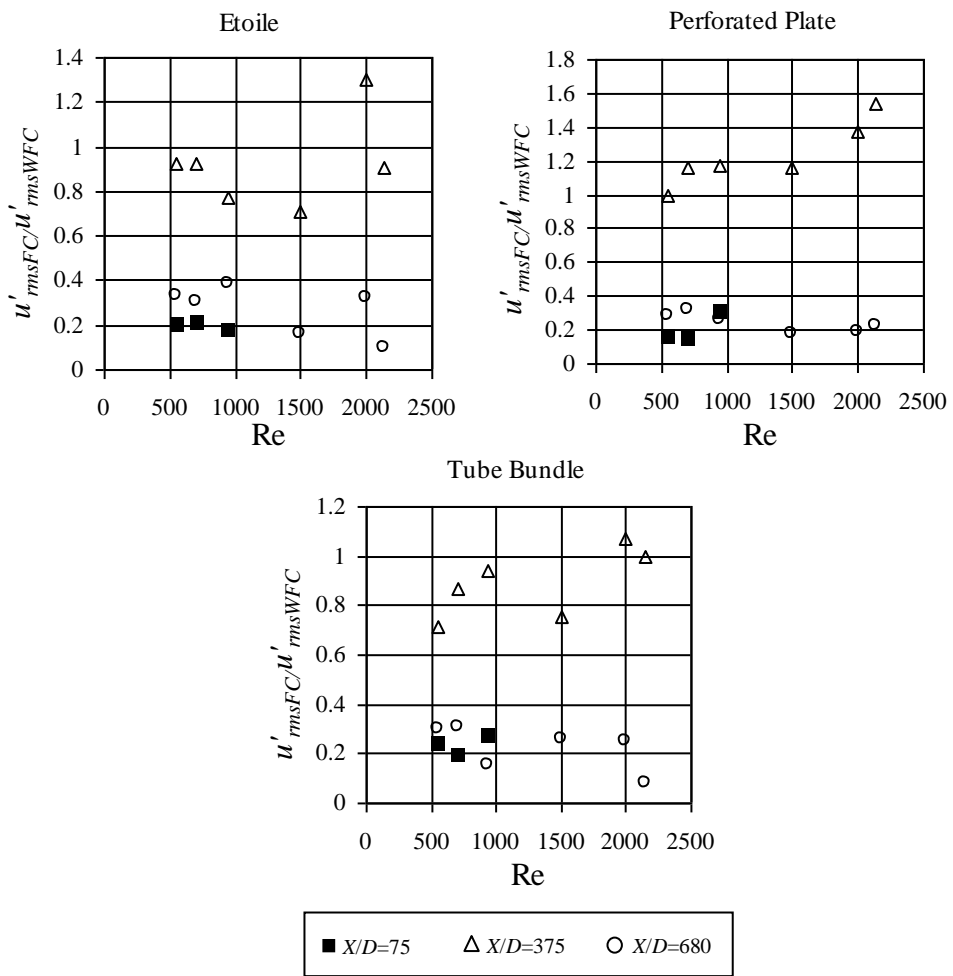 Etoile
u'rmsFC/u'rmsWFC
1.4
1.2
1
0.8
0.6
0.4
0.2
0
0 500 1000 1500 2000 2500
Re
Perforated Plate
u'rmsFC/u'rmsWFC
1.8
1.6
1.4
1.2
1
0.8
0.6
0.4
0.2
0
0 500 1000 1500 2000 2500
Re
Tube Bundle
u'rmsFC/u'rmsWFC
1.2
1
0.8
0.6
0.4
0.2
0
0 500 1000 1500 2000 2500
Re
X/D=75 X/D=375 X/D=680